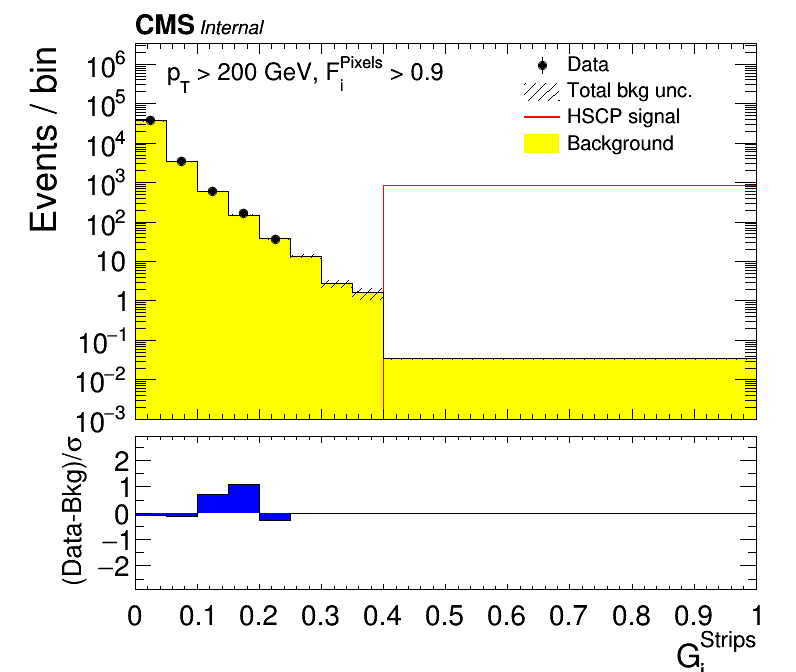 CMS Internal
p_T > 200 GeV, F_i^Pixels > 0.9
Data
Total bkg unc.
HSCP signal
Background
Events / bin
10^6
10^5
10^4
10^3
10^2
10
1
10^−1
10^−2
10^−3
(Data-Bkg)/σ
2
1
0
−1
−2
0 0.1 0.2 0.3 0.4 0.5 0.6 0.7 0.8 0.9 1
G_i^Strips